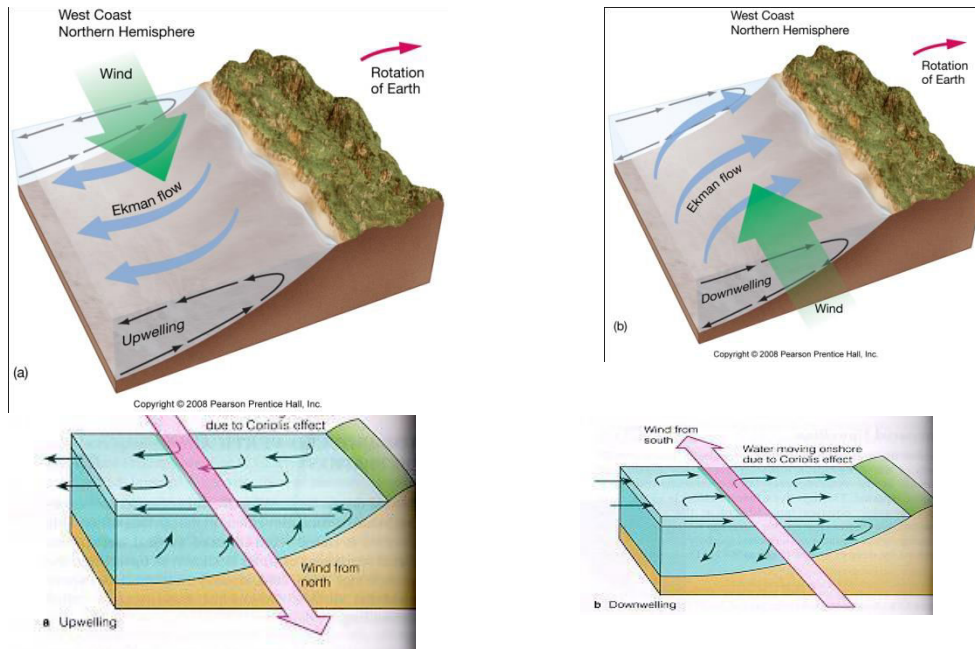 West Coast
Northern Hemisphere
Wind
Rotation
of Earth
Ekman flow
Upwelling
(a)
Copyright © 2008 Pearson Prentice Hall, Inc.
West Coast
Northern Hemisphere
Rotation
of Earth
Ekman flow
Downwelling
Wind
(b)
Copyright © 2008 Pearson Prentice Hall, Inc.
due to Coriolis effect
Wind from
north
a Upwelling
Wind from
south
Water moving onshore
due to Coriolis effect
b Downwelling